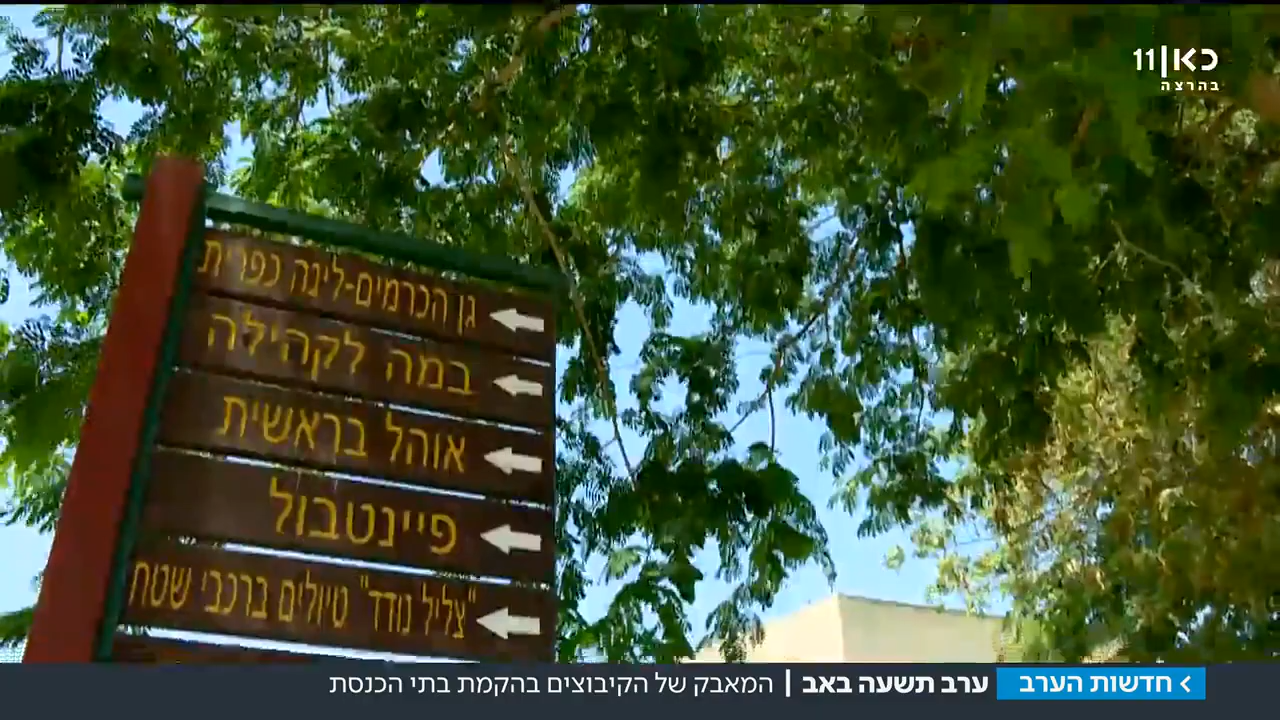 כאן 11
בהרצה
גן הכרמים-לינה כפרית
במה לקהילה
אוהל בראשית
פיינטבול
"צליל נודד" טיולים ברכבי שטח
חדשות הערב
ערב תשעה באב | המאבק של הקיבוצים בהקמת בתי הכנסת